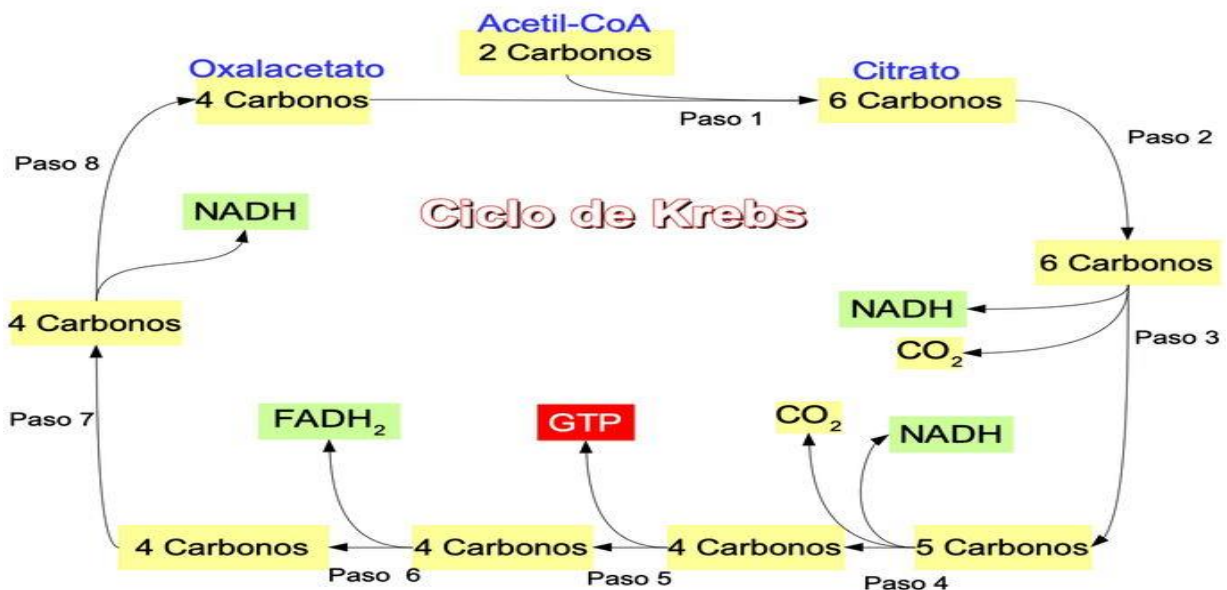 Acetil-CoA
2 Carbonos
Oxalacetato
4 Carbonos
Citrato
6 Carbonos
Paso 1
Paso 2
Paso 8
NADH
Ciclo de Krebs
6 Carbonos
NADH
CO₂
Paso 3
4 Carbonos
Paso 7
FADH₂
GTP
CO₂
NADH
4 Carbonos
4 Carbonos
4 Carbonos
5 Carbonos
Paso 6
Paso 5
Paso 4